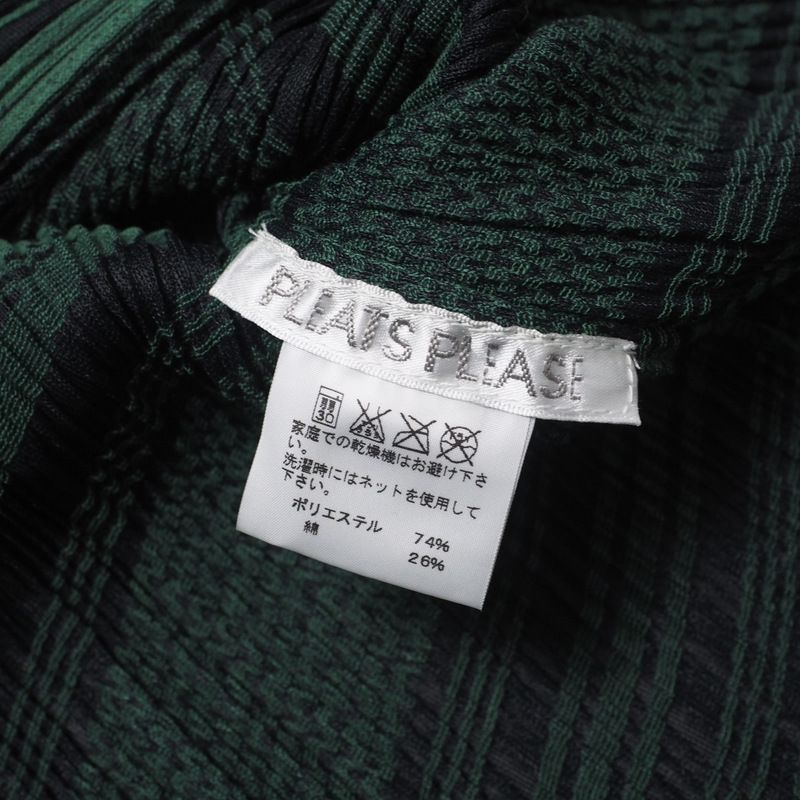 PLEATS PLEASE
30
家庭での乾燥機はお避け下さ
い。
洗濯時にはネットを使用して
下さい。
ポリエステル 74%
綿 26%